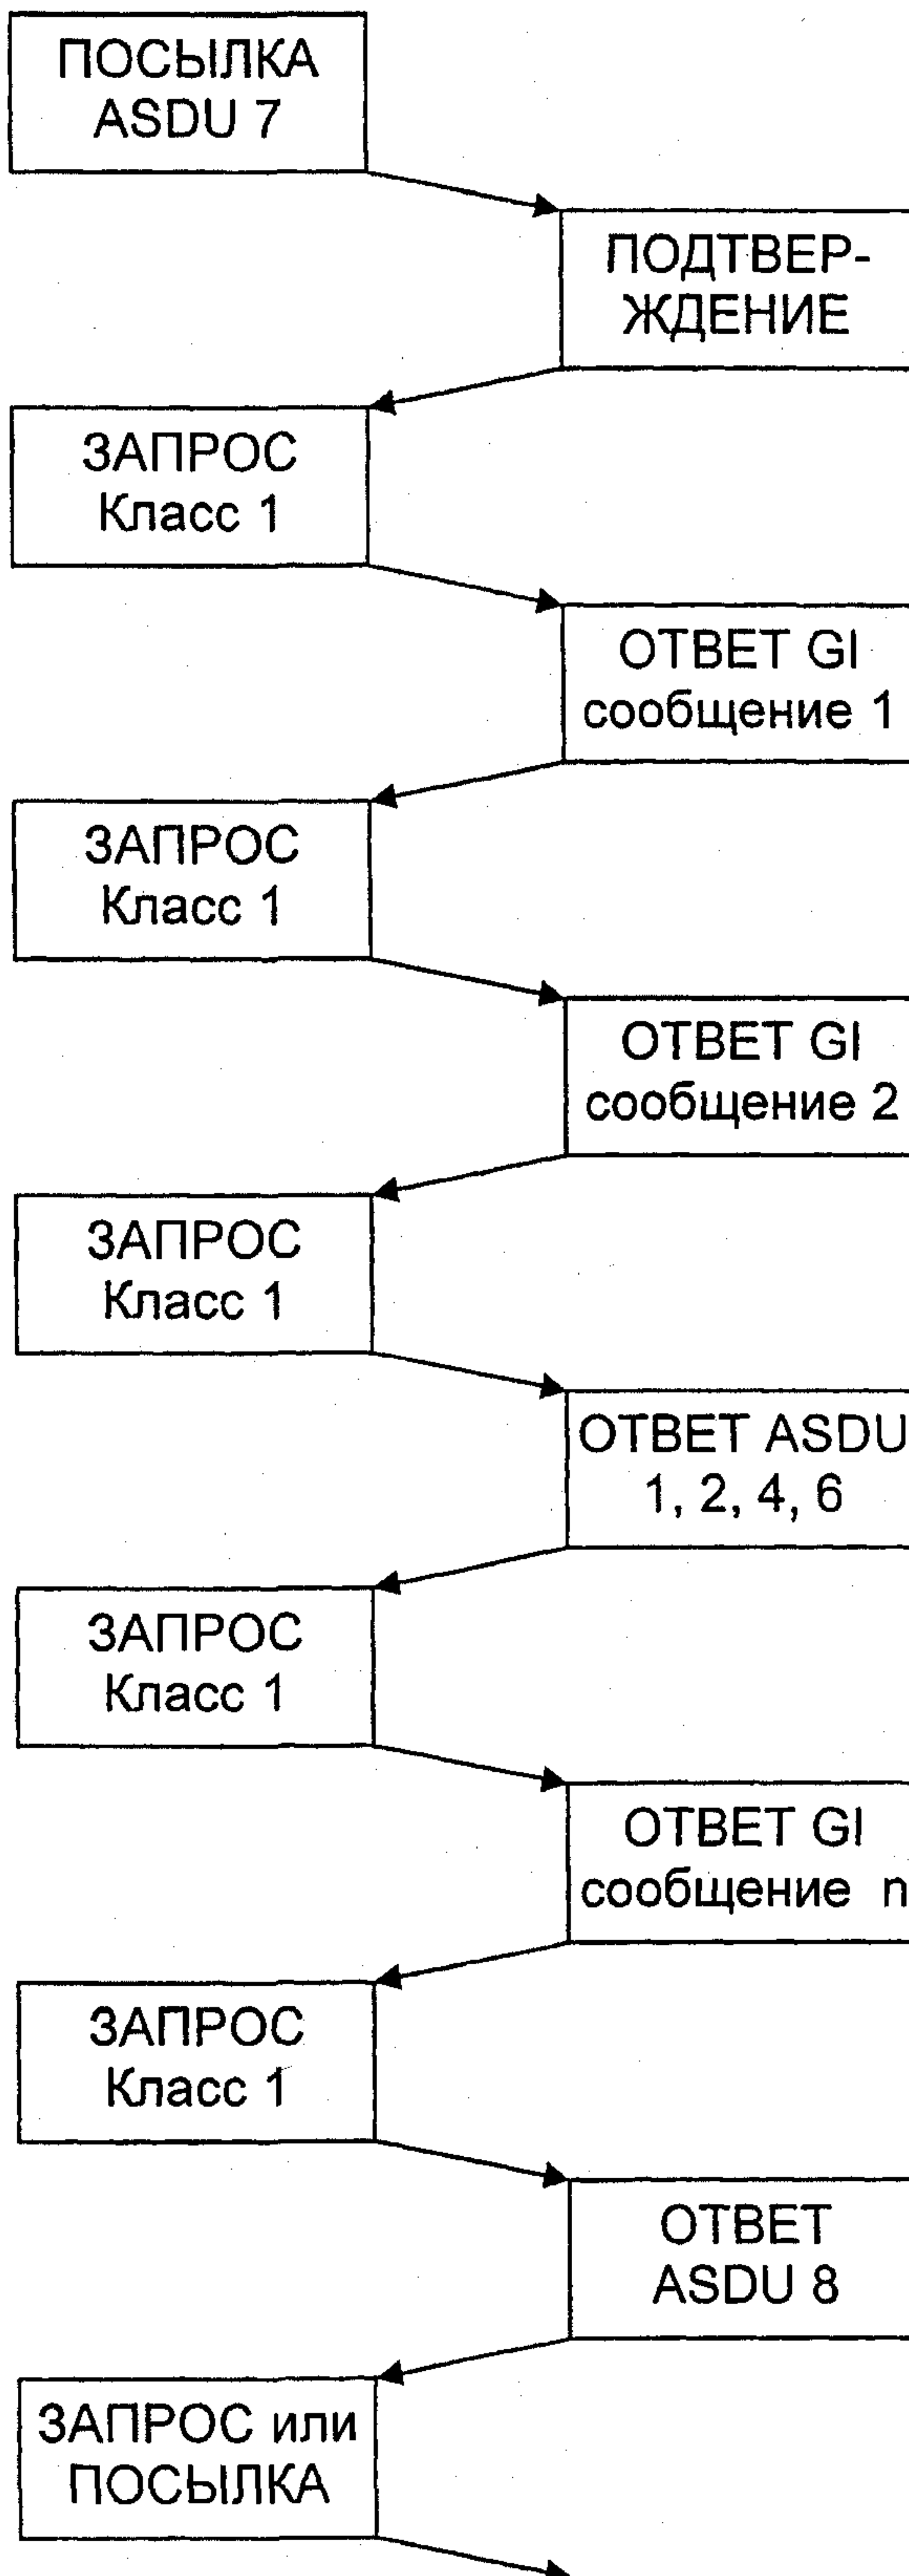 ПОСЫЛКА
ASDU 7
ПОДТВЕР-
ЖДЕНИЕ
ЗАПРОС
Класс 1
ОТВЕТ GI
сообщение 1
ЗАПРОС
Класс 1
ОТВЕТ GI
сообщение 2
ЗАПРОС
Класс 1
ОТВЕТ ASDU
1, 2, 4, 6
ЗАПРОС
Класс 1
ОТВЕТ GI
сообщение n
ЗАПРОС
Класс 1
ОТВЕТ
ASDU 8
ЗАПРОС или
ПОСЫЛКА